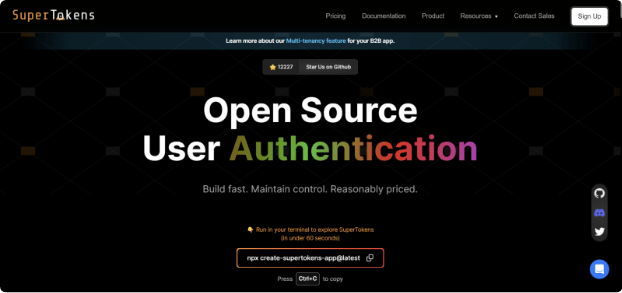 SuperTokens
Pricing Documentation Product Resources Contact Sales Sign Up
Learn more about our Multi-tenancy feature for your B2B app.
12227 Star Us on Github
Open Source
User Authentication
Build fast. Maintain control. Reasonably priced.
Run in your terminal to explore SuperTokens
(in under 60 seconds)
npx create-supertokens-app@latest
Press Ctrl+C to copy